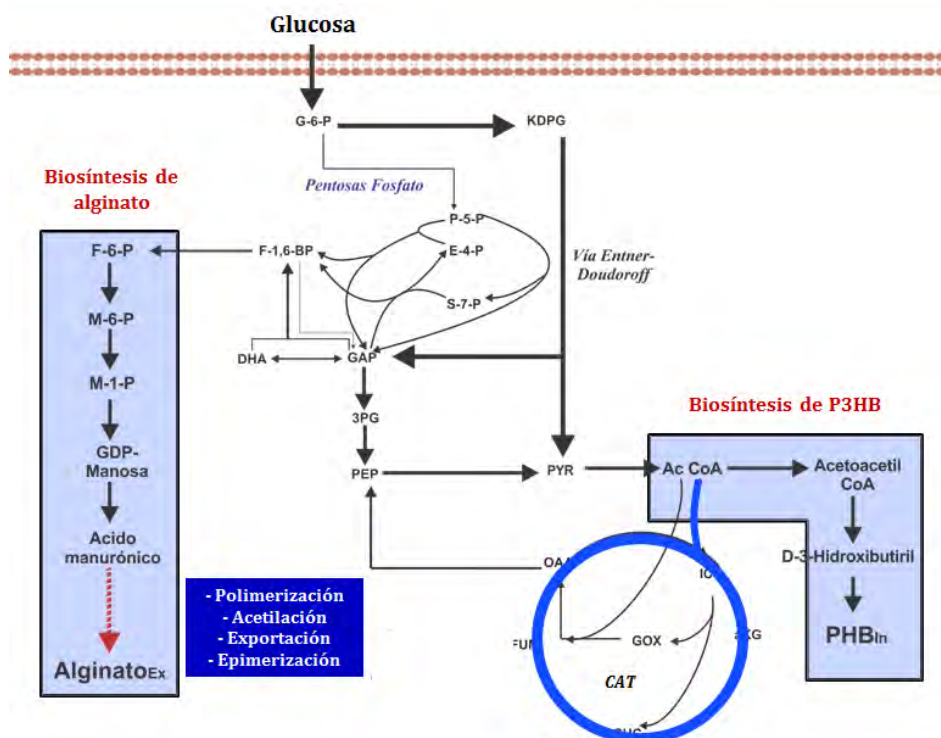 Glucosa
G-6-P
KDPG
Biosíntesis de
alginato
Pentosas Fosfato
P-5-P
F-6-P
F-1,6-BP
E-4-P
Vía Entner-
Doudoroff
S-7-P
M-6-P
DHA
GAP
M-1-P
3PG
Biosíntesis de P3HB
GDP-
Manosa
PEP
PYR
Ac CoA
Acetoacetil
CoA
Acido
manurónico
D-3-Hidroxibutiril
- Polimerización
- Acetilación
- Exportación
- Epimerización
GOX
PHBIn
CAT
AlginatoEx